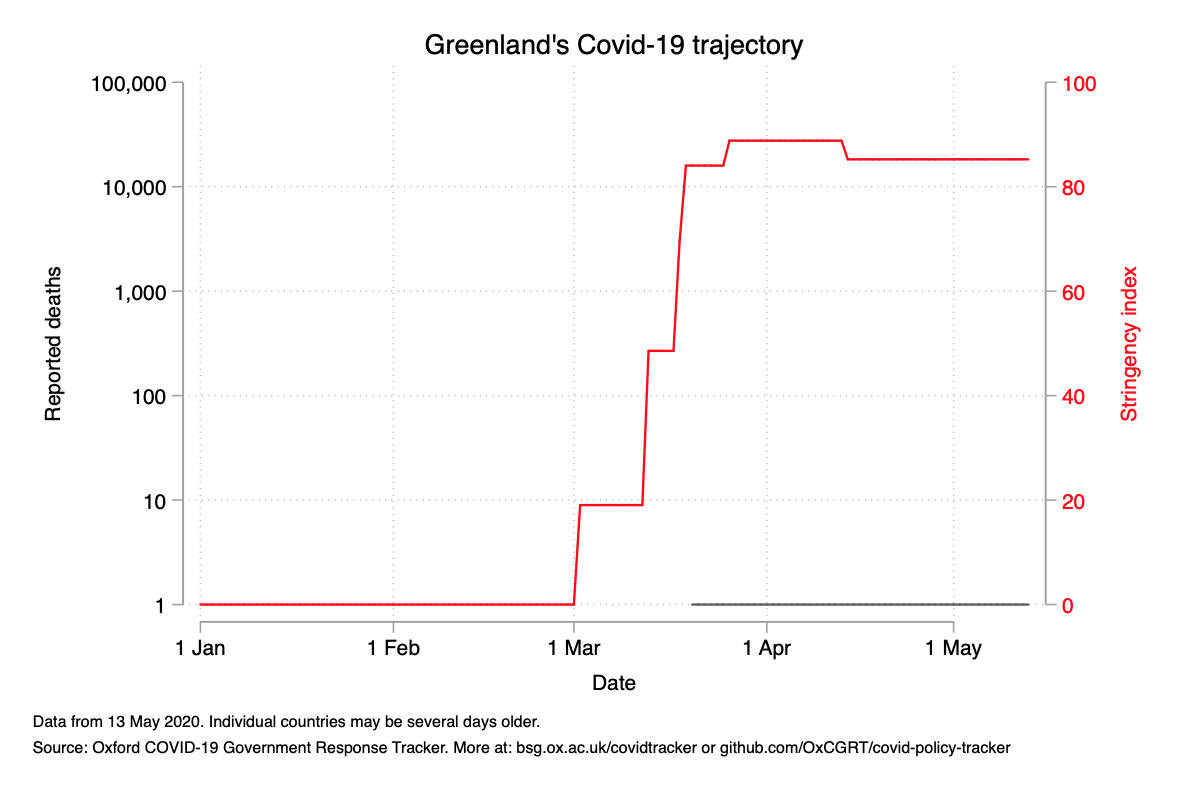 Greenland's Covid-19 trajectory
100,000
10,000
1,000
100
10
1
Reported deaths
100
80
60
40
20
0
Stringency index
1 Jan
1 Feb
1 Mar
1 Apr
1 May
Date
Data from 13 May 2020. Individual countries may be several days older.
Source: Oxford COVID-19 Government Response Tracker. More at: bsg.ox.ac.uk/covidtracker or github.com/OxCGRT/covid-policy-tracker